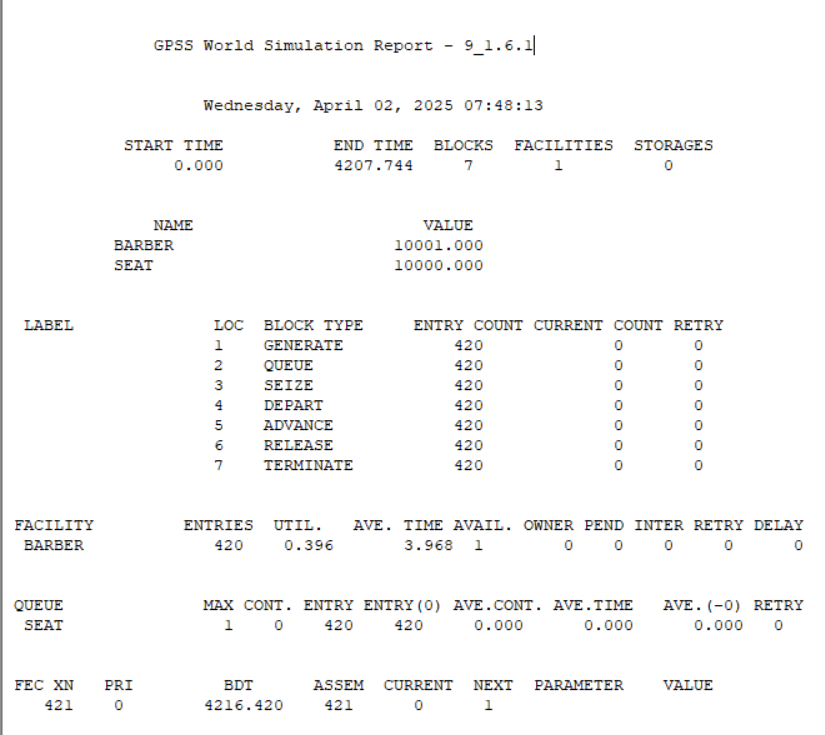 GPSS World Simulation Report - 9_1.6.1
Wednesday, April 02, 2025 07:48:13
START TIME END TIME BLOCKS FACILITIES STORAGES
0.000 4207.744 7 1 0
NAME VALUE
BARBER 10001.000
SEAT 10000.000
LABEL LOC BLOCK TYPE ENTRY COUNT CURRENT COUNT RETRY
1 GENERATE 420 0 0
2 QUEUE 420 0 0
3 SEIZE 420 0 0
4 DEPART 420 0 0
5 ADVANCE 420 0 0
6 RELEASE 420 0 0
7 TERMINATE 420 0 0
FACILITY ENTRIES UTIL. AVE. TIME AVAIL. OWNER PEND INTER RETRY DELAY
BARBER 420 0.396 3.968 1 0 0 0 0 0
QUEUE MAX CONT. ENTRY ENTRY(0) AVE.CONT. AVE.TIME AVE.(-0) RETRY
SEAT 1 0 420 420 0.000 0.000 0.000 0
FEC XN PRI BDT ASSEM CURRENT NEXT PARAMETER VALUE
421 0 4216.420 421 0 1